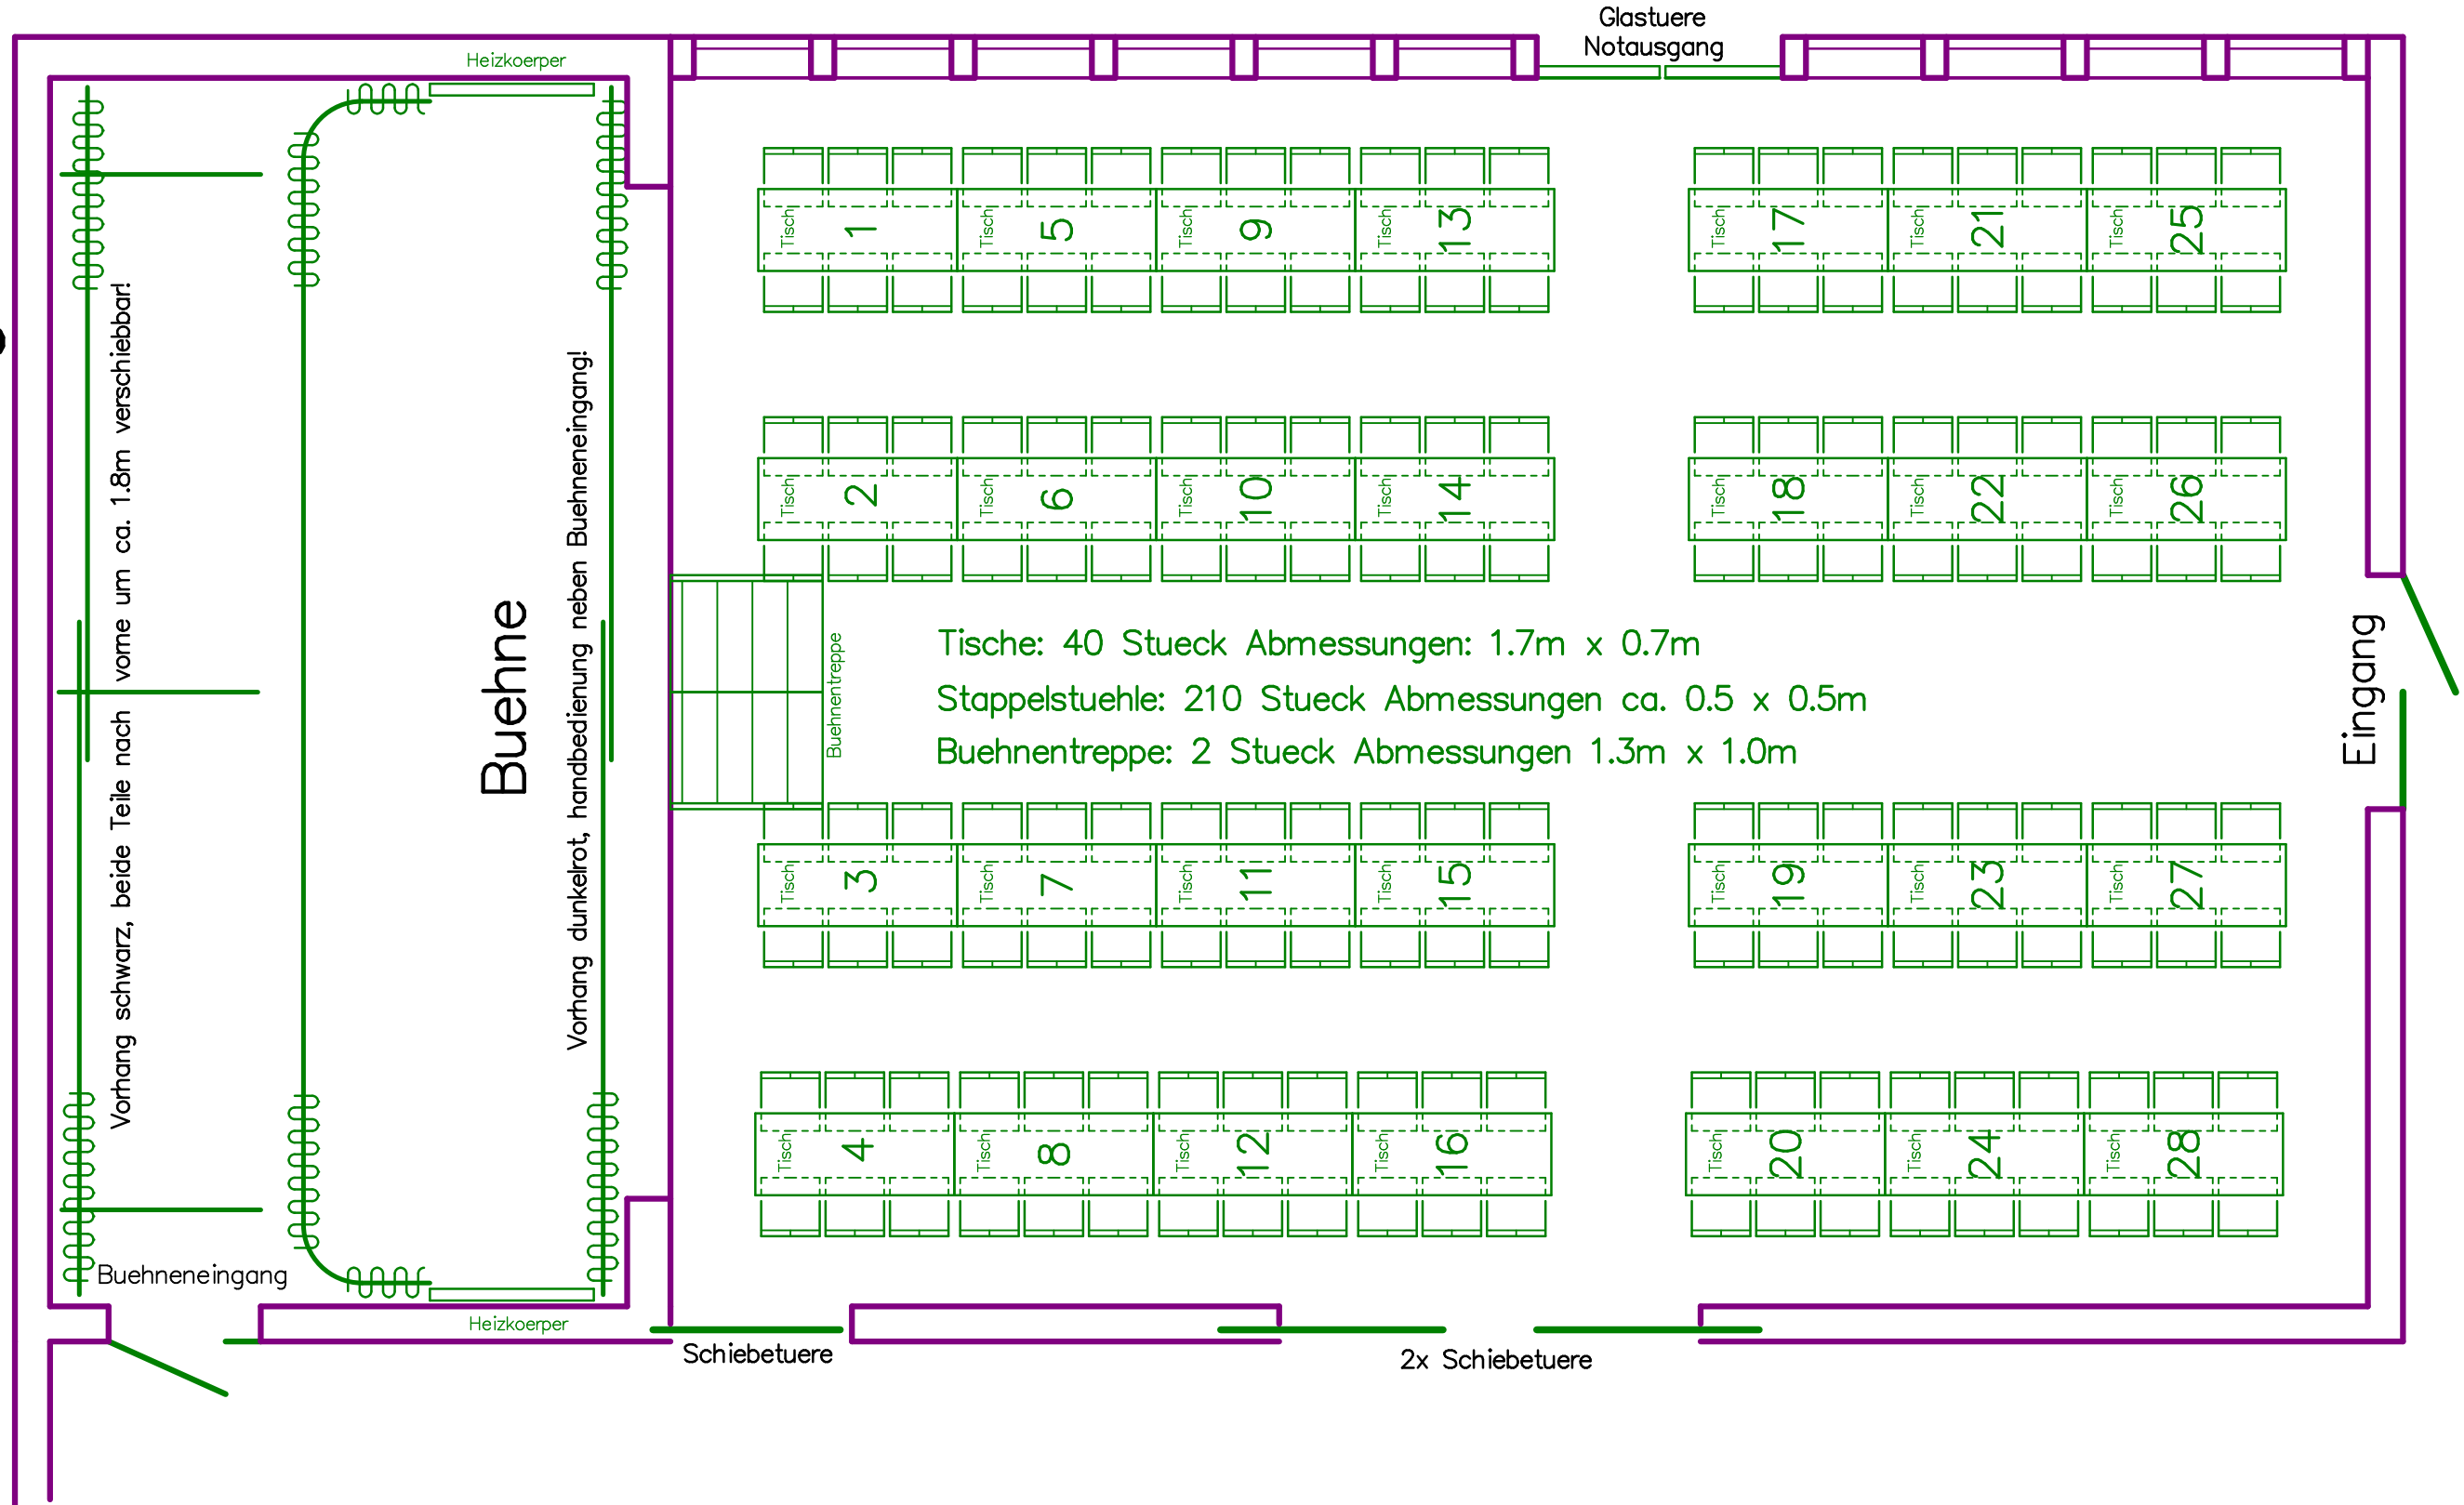 Glastuere
Notausgang
Heizkoerper
Tisch 1
Tisch 5
Tisch 9
Tisch 13
Tisch 17
Tisch 21
Tisch 25
Tisch 2
Tisch 6
Tisch 10
Tisch 14
Tisch 18
Tisch 22
Tisch 26
Vorhang schwarz, beide Teile nach vorne um ca. 1.8m verschiebbar!
Buehne
Vorhang dunkelrot, handbedienung neben Buehneneingang!
Buehnentreppe
Tische: 40 Stueck Abmessungen: 1.7m x 0.7m
Stappelstuehle: 210 Stueck Abmessungen ca. 0.5 x 0.5m
Buehnentreppe: 2 Stueck Abmessungen 1.3m x 1.0m
Eingang
Tisch 3
Tisch 7
Tisch 11
Tisch 15
Tisch 19
Tisch 23
Tisch 27
Tisch 4
Tisch 8
Tisch 12
Tisch 16
Tisch 20
Tisch 24
Tisch 28
Buehneneingang
Heizkoerper
Schiebetuere
2x Schiebetuere